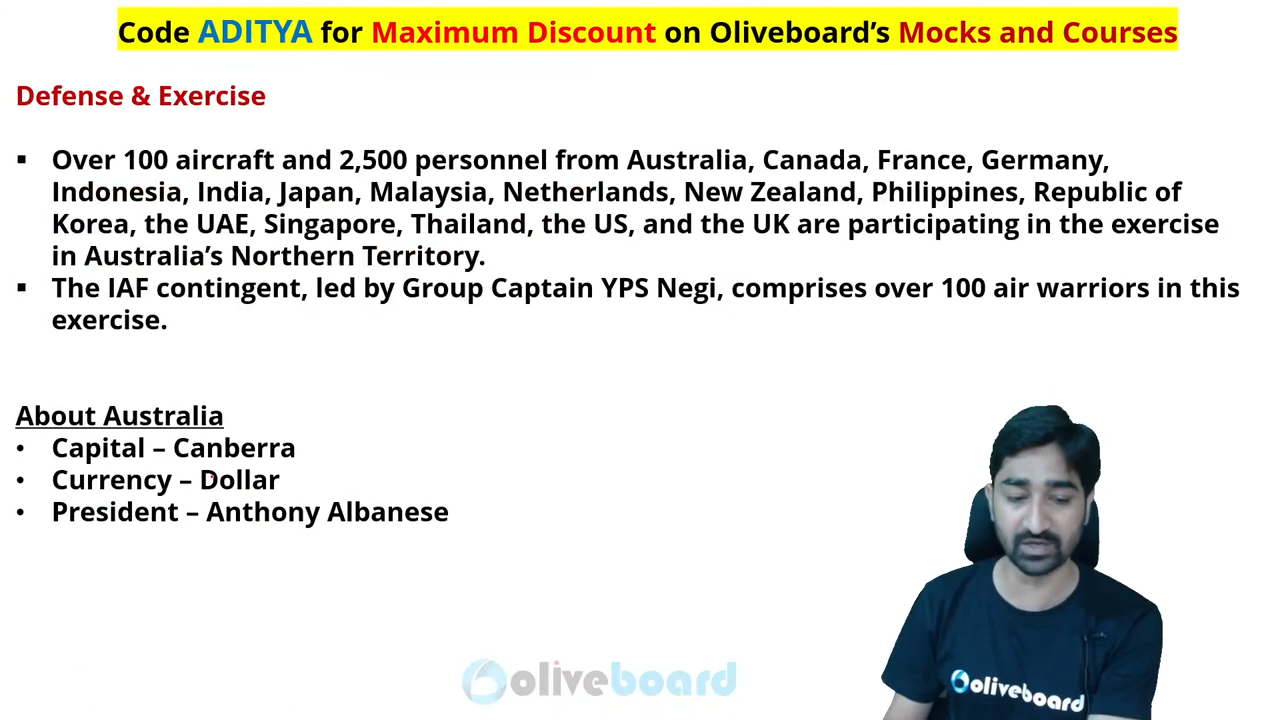 Code ADITYA for Maximum Discount on Oliveboard’s Mocks and Courses
Defense & Exercise
▪ Over 100 aircraft and 2,500 personnel from Australia, Canada, France, Germany,
Indonesia, India, Japan, Malaysia, Netherlands, New Zealand, Philippines, Republic of
Korea, the UAE, Singapore, Thailand, the US, and the UK are participating in the exercise
in Australia’s Northern Territory.
▪ The IAF contingent, led by Group Captain YPS Negi, comprises over 100 air warriors in this
exercise.
About Australia
• Capital – Canberra
• Currency – Dollar
• President – Anthony Albanese
oliveboard
oliveboard